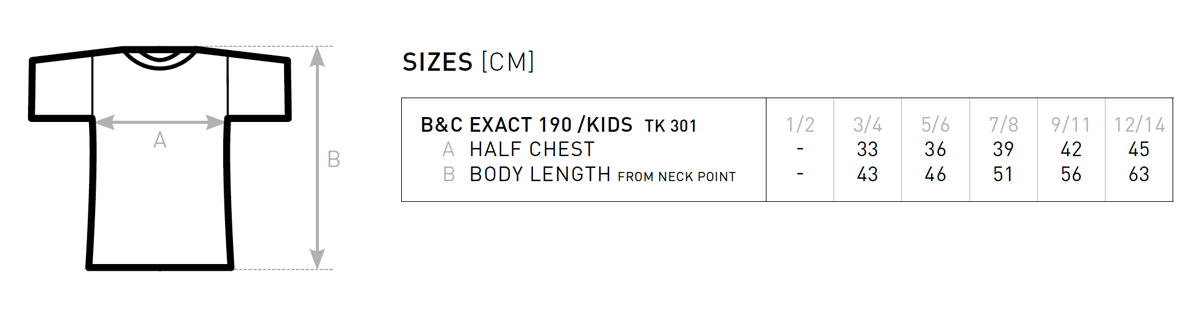 SIZES [CM]
B&C EXACT 190 /KIDS TK 301 1/2 3/4 5/6 7/8 9/11 12/14
A HALF CHEST - 33 36 39 42 45
B BODY LENGTH FROM NECK POINT - 43 46 51 56 63
A
B